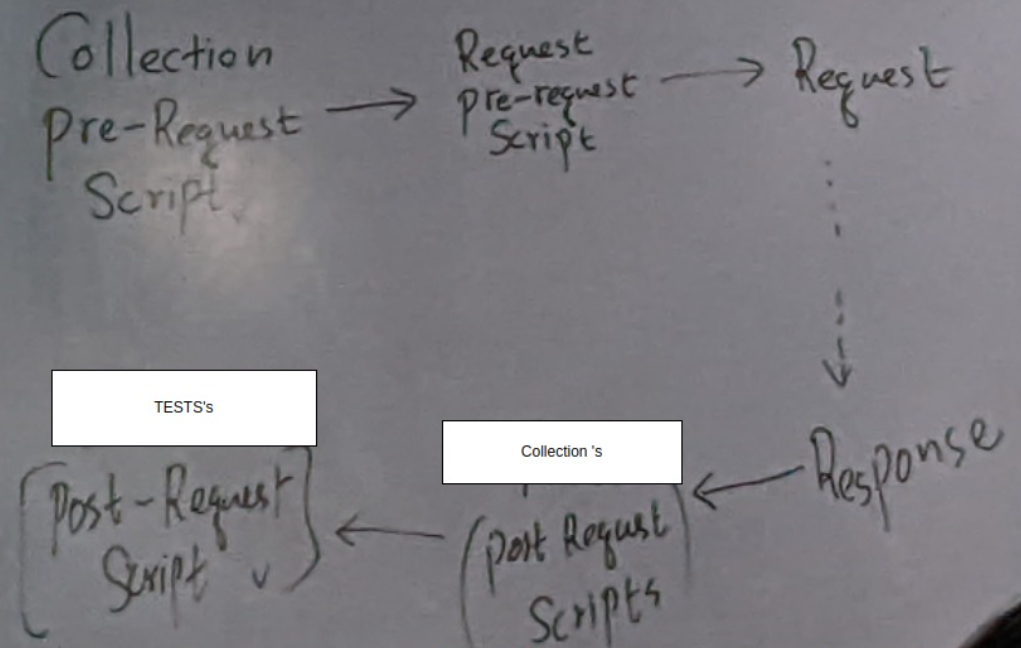 Collection
Pre-Request
Script
Request
Pre-request
Script
Request
Response
Collection 's
(Post Request
Scripts
TESTS's
Post-Request
Script